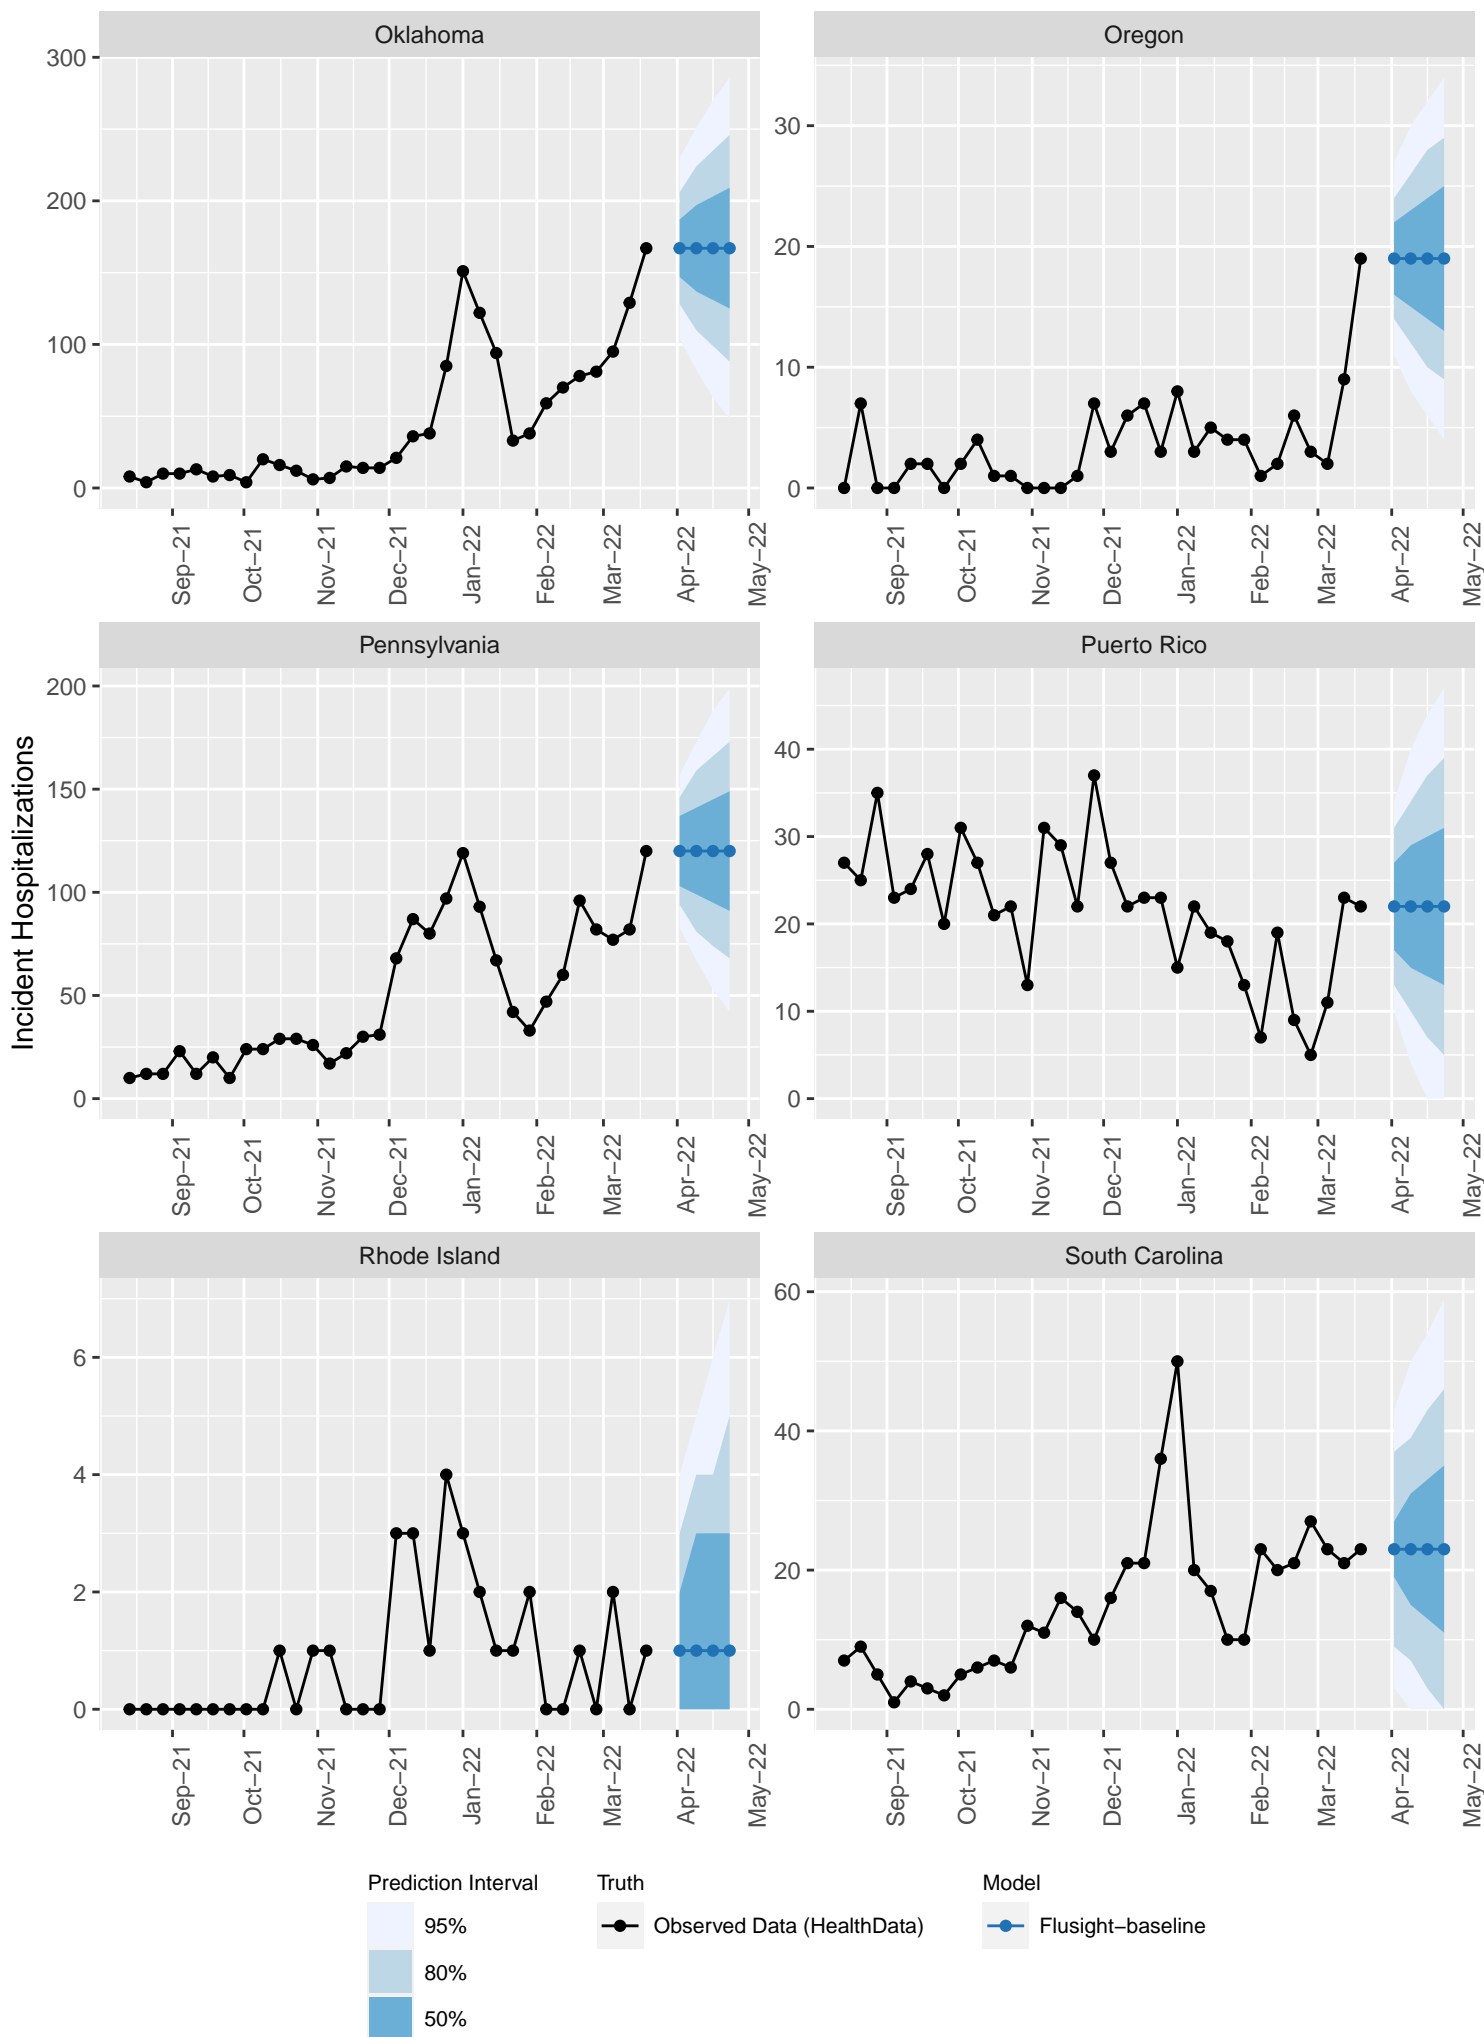 Oklahoma
300
200
100
0
Sep−21
Oct−21
Nov−21
Dec−21
Jan−22
Feb−22
Mar−22
Apr−22
May−22
Oregon
30
20
10
0
Sep−21
Oct−21
Nov−21
Dec−21
Jan−22
Feb−22
Mar−22
Apr−22
May−22
Incident Hospitalizations
Pennsylvania
200
150
100
50
0
Sep−21
Oct−21
Nov−21
Dec−21
Jan−22
Feb−22
Mar−22
Apr−22
May−22
Puerto Rico
40
30
20
10
0
Sep−21
Oct−21
Nov−21
Dec−21
Jan−22
Feb−22
Mar−22
Apr−22
May−22
Rhode Island
6
4
2
0
Sep−21
Oct−21
Nov−21
Dec−21
Jan−22
Feb−22
Mar−22
Apr−22
May−22
South Carolina
60
40
20
0
Sep−21
Oct−21
Nov−21
Dec−21
Jan−22
Feb−22
Mar−22
Apr−22
May−22
Prediction Interval
95%
80%
50%
Truth
Observed Data (HealthData)
Model
Flusight−baseline